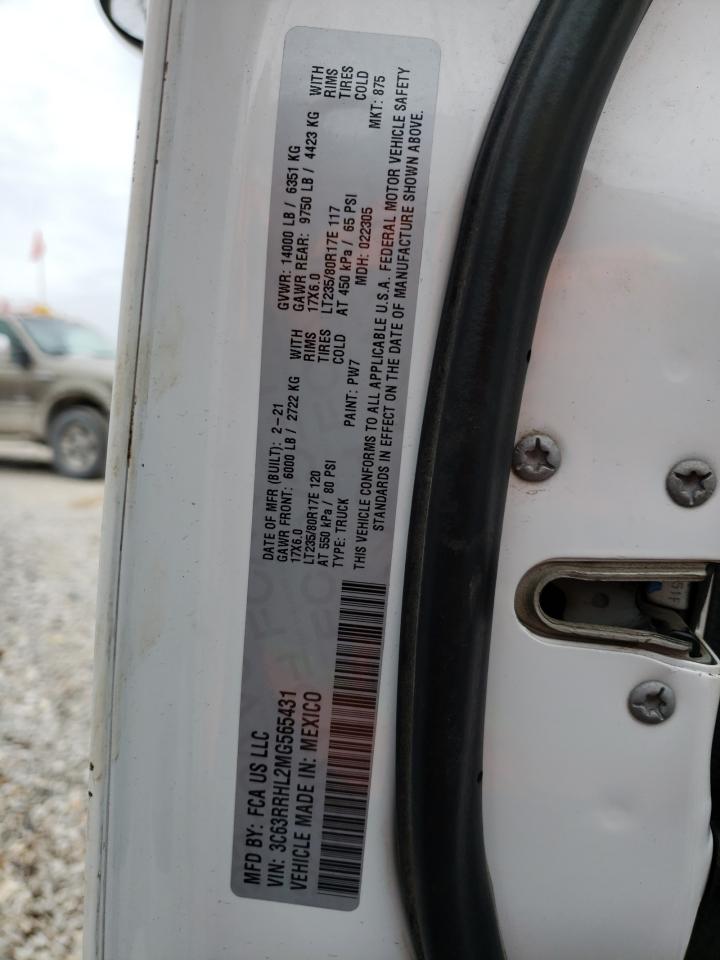 MFD BY: FCA US LLC
VIN: 3C63RRHL2MG565431
VEHICLE MADE IN: MEXICO
DATE OF MFR (BUILT): 2-21
GAWR FRONT: 6000 LB / 2722 KG WITH
17X6.0 RIMS
LT235/80R17E 120 TIRES
AT 550 kPa / 80 PSI COLD
TYPE: TRUCK PAINT: PW7
GVWR: 14000 LB / 6351 KG
GAWR REAR: 9750 LB / 4423 KG WITH
17X6.0 RIMS
LT235/80R17E 117 TIRES
AT 450 kPa / 65 PSI COLD
MDH: 022305 MKT: 875
THIS VEHICLE CONFORMS TO ALL APPLICABLE U.S.A. FEDERAL MOTOR VEHICLE SAFETY
STANDARDS IN EFFECT ON THE DATE OF MANUFACTURE SHOWN ABOVE.